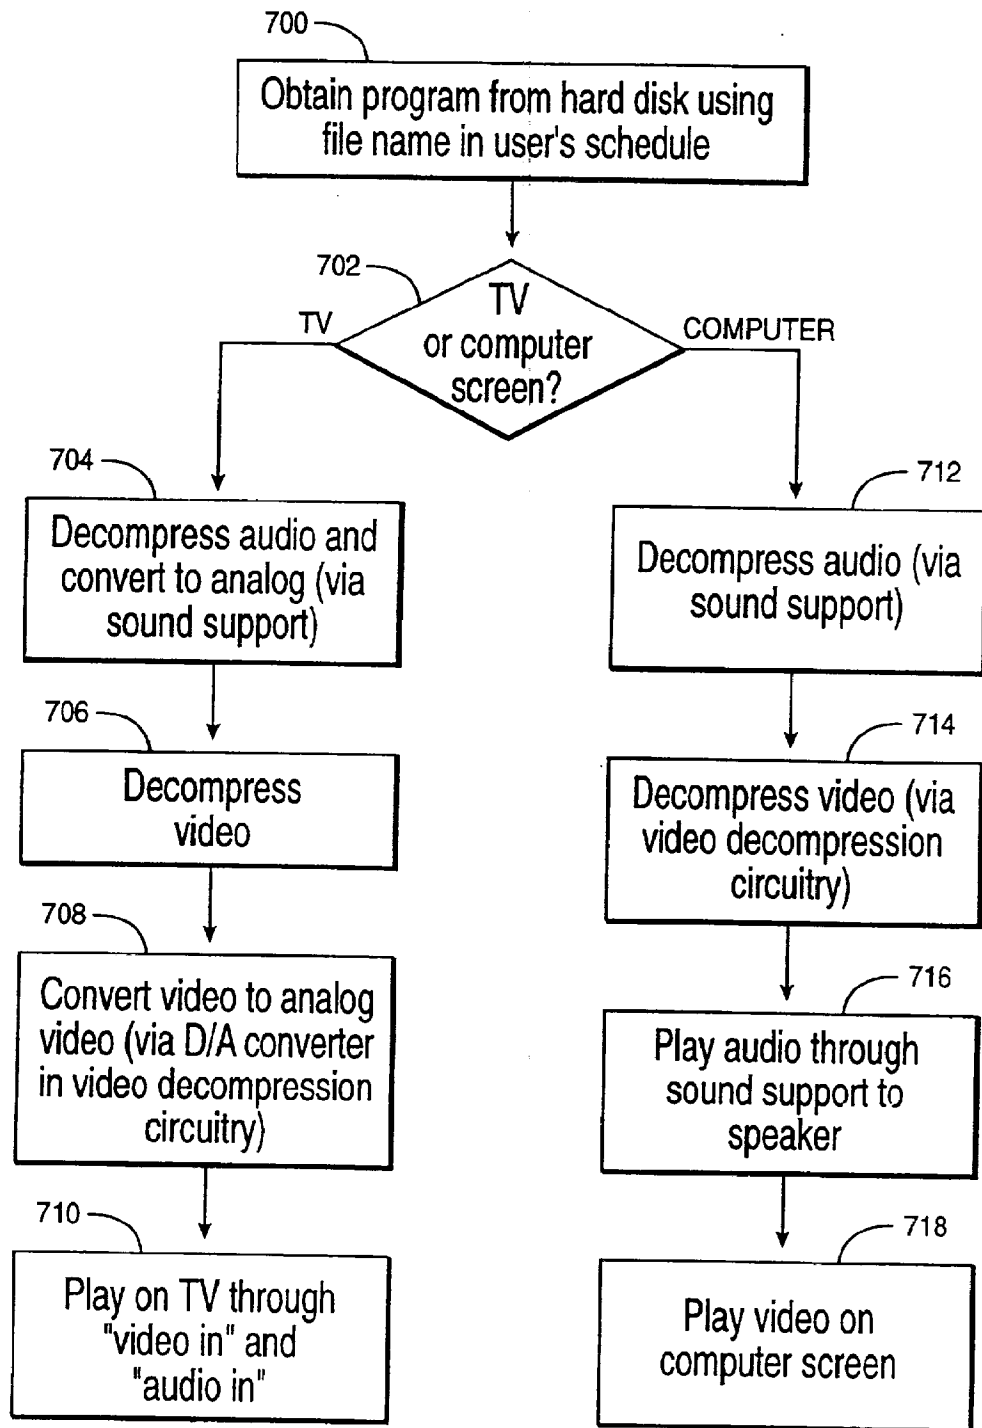 700
Obtain program from hard disk using
file name in user's schedule
702
TV
TV
or computer
screen?
COMPUTER
704
Decompress audio and
convert to analog (via
sound support)
706
Decompress
video
708
Convert video to analog
video (via D/A converter
in video decompression
circuitry)
710
Play on TV through
"video in" and
"audio in"
712
Decompress audio (via
sound support)
714
Decompress video (via
video decompression
circuitry)
716
Play audio through
sound support to
speaker
718
Play video on
computer screen